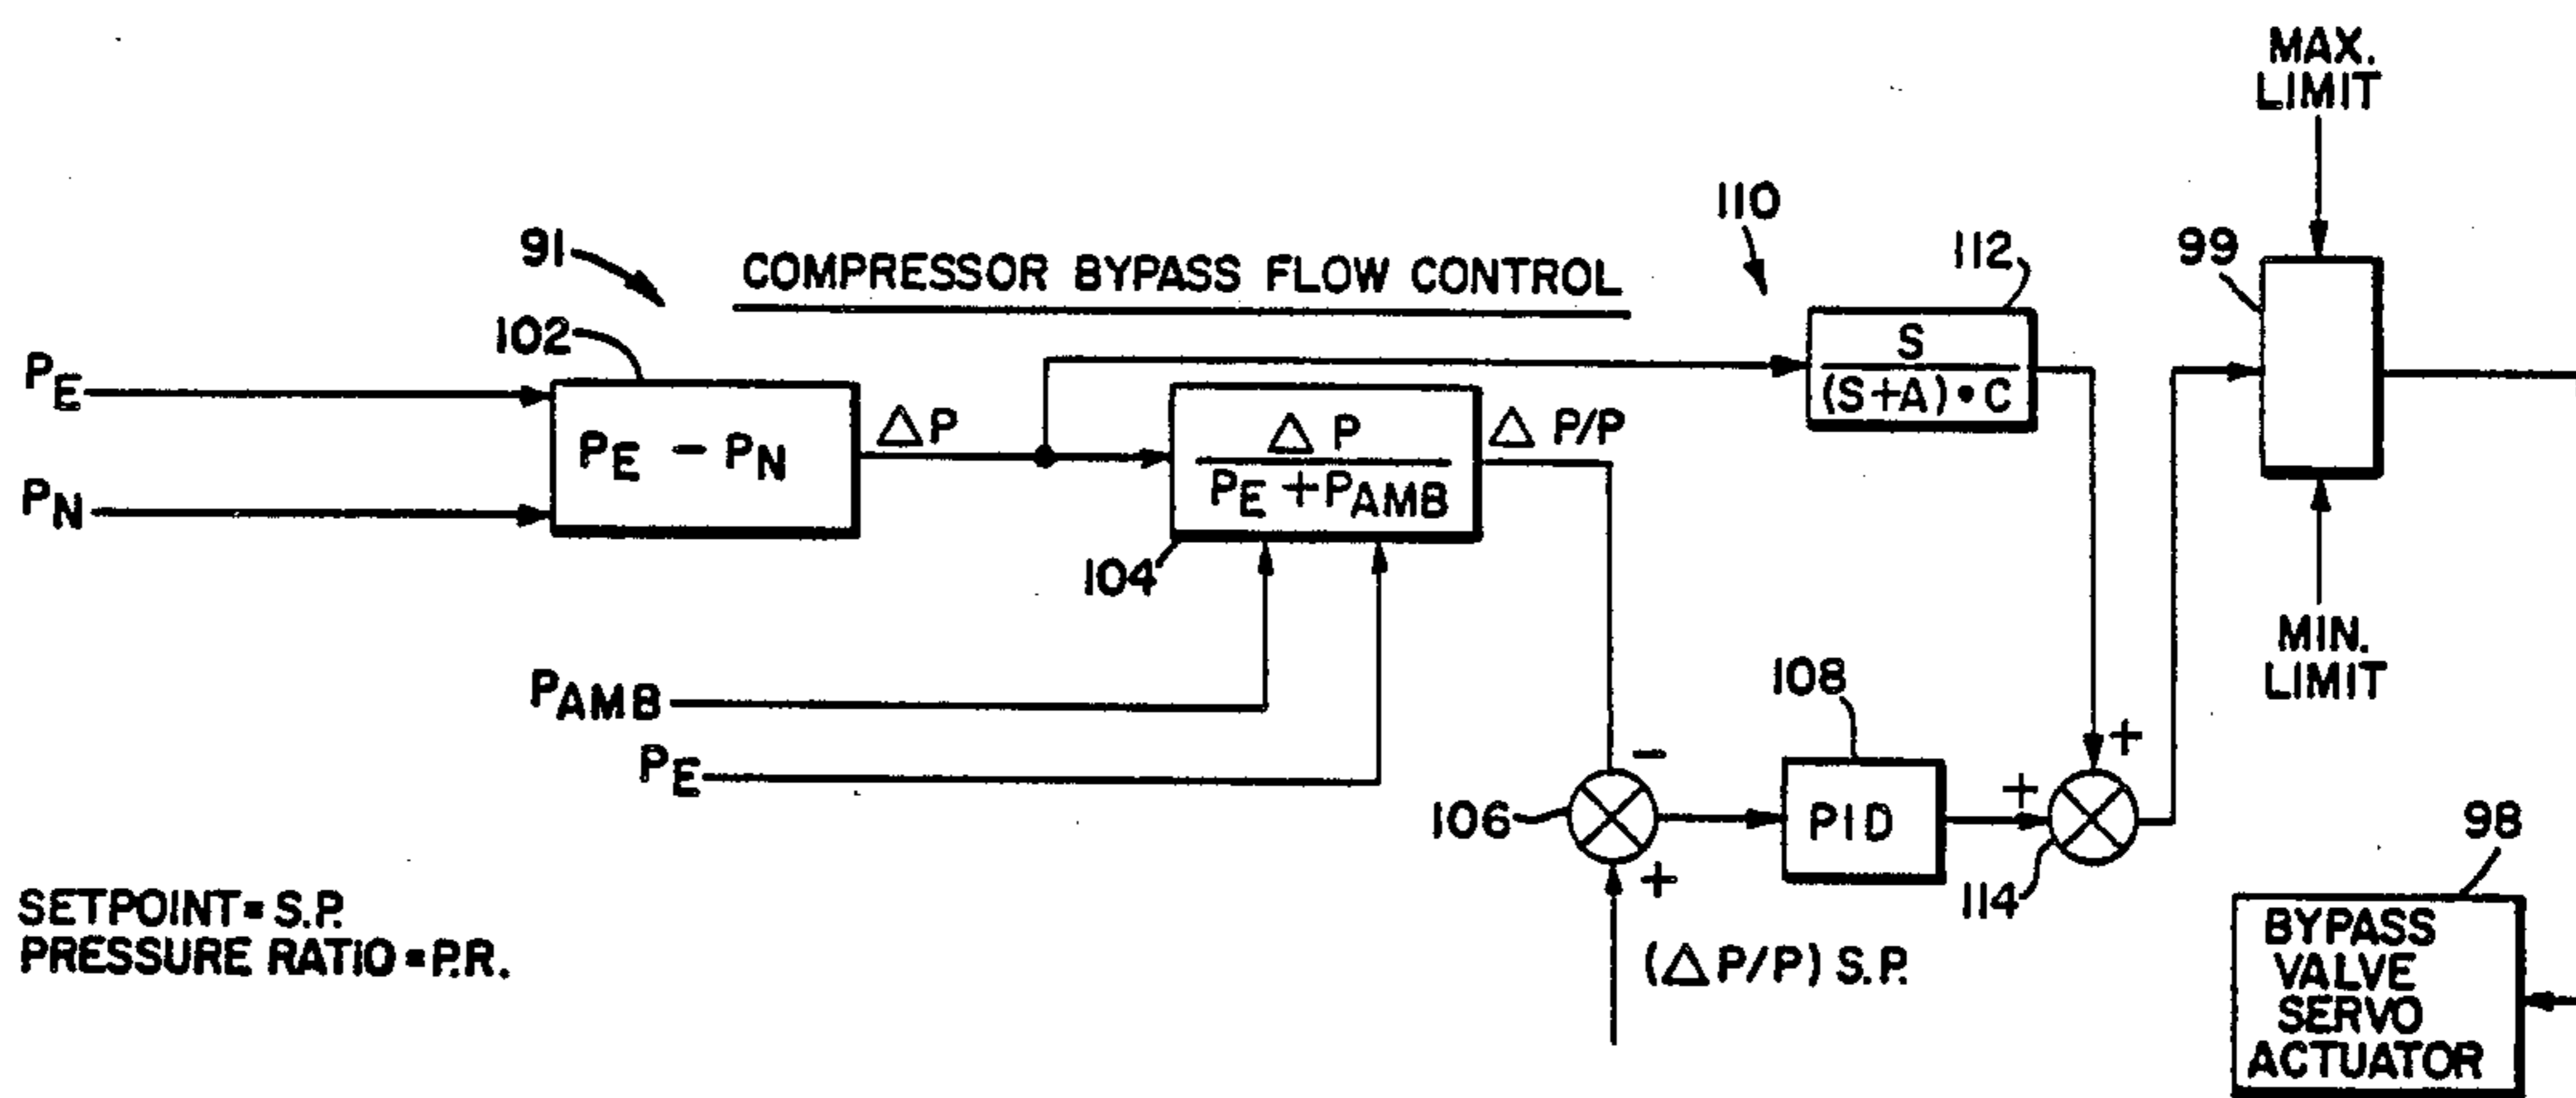 MAX.
LIMIT
110
91
COMPRESSOR BYPASS FLOW CONTROL
112
99
102
PE
PE - PN
ΔP
ΔP
PE + PAMB
Δ P/P
S
(S+A)•C
PN
104
MIN.
LIMIT
PAMB
PE
108
106
-
+
PID
+
+
114
98
SETPOINT = S.P.
PRESSURE RATIO = P.R.
(ΔP/P) S.P.
BYPASS
VALVE
SERVO
ACTUATOR